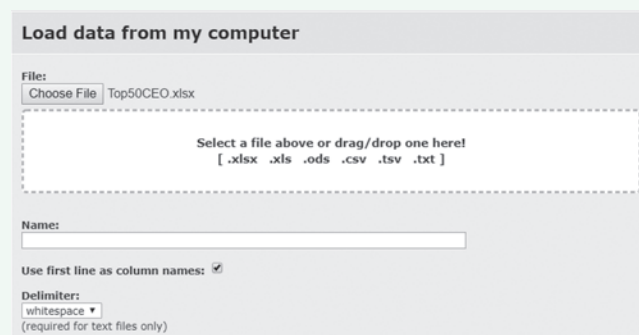 Load data from my computer
File:
Choose File Top50CEO.xlsx
Select a file above or drag/drop one here!
[ .xlsx .xls .ods .csv .tsv .txt ]
Name:
Use first line as column names:
Delimiter:
whitespace
(required for text files only)